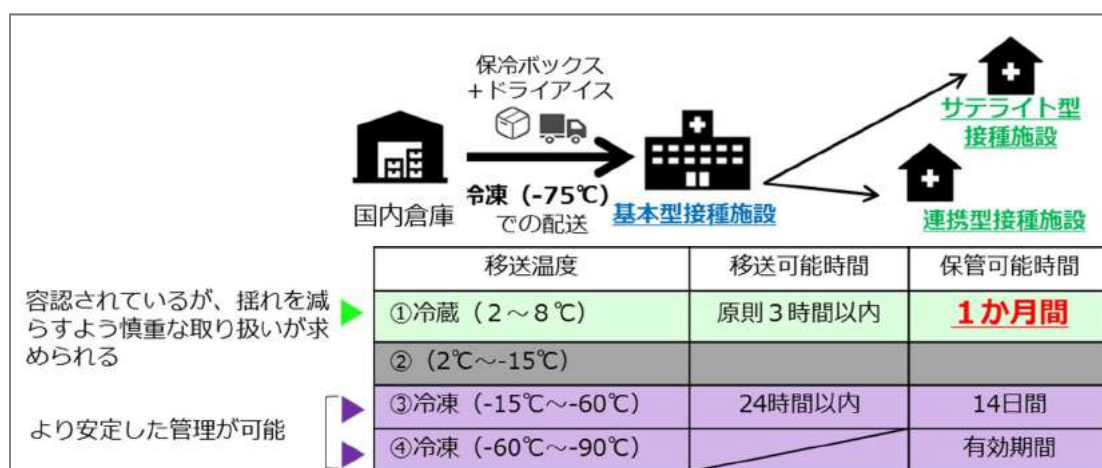 保冷ボックス
+ドライアイス
サテライト型
接種施設
国内倉庫
冷凍（-75℃）
での配送
基本型接種施設
連携型接種施設
移送温度 移送可能時間 保管可能時間
容認されているが、揺れを減
らすよう慎重な取り扱いが求
められる
①冷蔵（２～８℃） 原則３時間以内 １か月間
②（2℃～-15℃）
より安定した管理が可能
③冷凍（-15℃～-60℃） 24時間以内 14日間
④冷凍（-60℃～-90℃） 有効期間